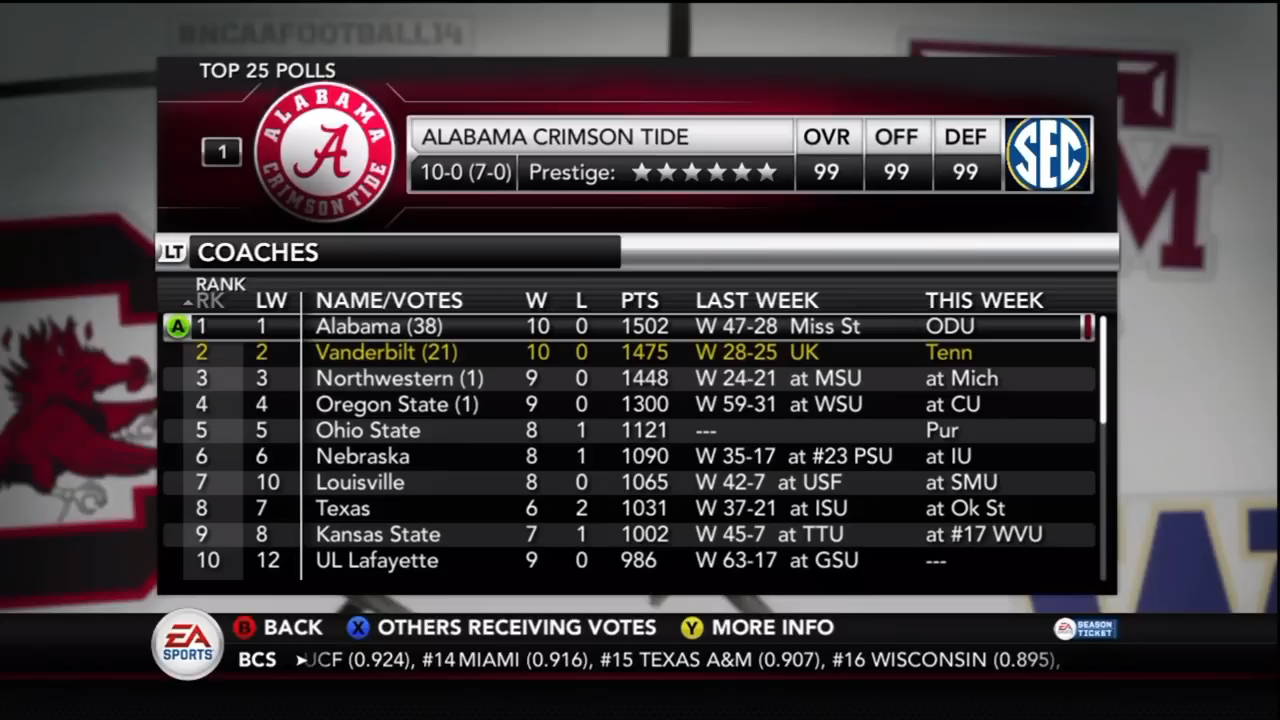 #NCAAFOOTBALL14
TOP 25 POLLS
1
ALABAMA CRIMSON TIDE
A
ALABAMA CRIMSON TIDE OVR OFF DEF SEC
10-0 (7-0) Prestige: ★★★★★★ 99 99 99
LT COACHES
RANK
RK LW NAME/VOTES W L PTS LAST WEEK THIS WEEK
A 1 1 Alabama (38) 10 0 1502 W 47-28 Miss St ODU
2 2 Vanderbilt (21) 10 0 1475 W 28-25 UK Tenn
3 3 Northwestern (1) 9 0 1448 W 24-21 at MSU at Mich
4 4 Oregon State (1) 9 0 1300 W 59-31 at WSU at CU
5 5 Ohio State 8 1 1121 --- Pur
6 6 Nebraska 8 1 1090 W 35-17 at #23 PSU at IU
7 10 Louisville 8 0 1065 W 42-7 at USF at SMU
8 7 Texas 6 2 1031 W 37-21 at ISU at Ok St
9 8 Kansas State 7 1 1002 W 45-7 at TTU at #17 WVU
10 12 UL Lafayette 9 0 986 W 63-17 at GSU ---
EA SPORTS B BACK X OTHERS RECEIVING VOTES Y MORE INFO EA SEASON TICKET
BCS UCF (0.924), #14 MIAMI (0.916), #15 TEXAS A&M (0.907), #16 WISCONSIN (0.895),